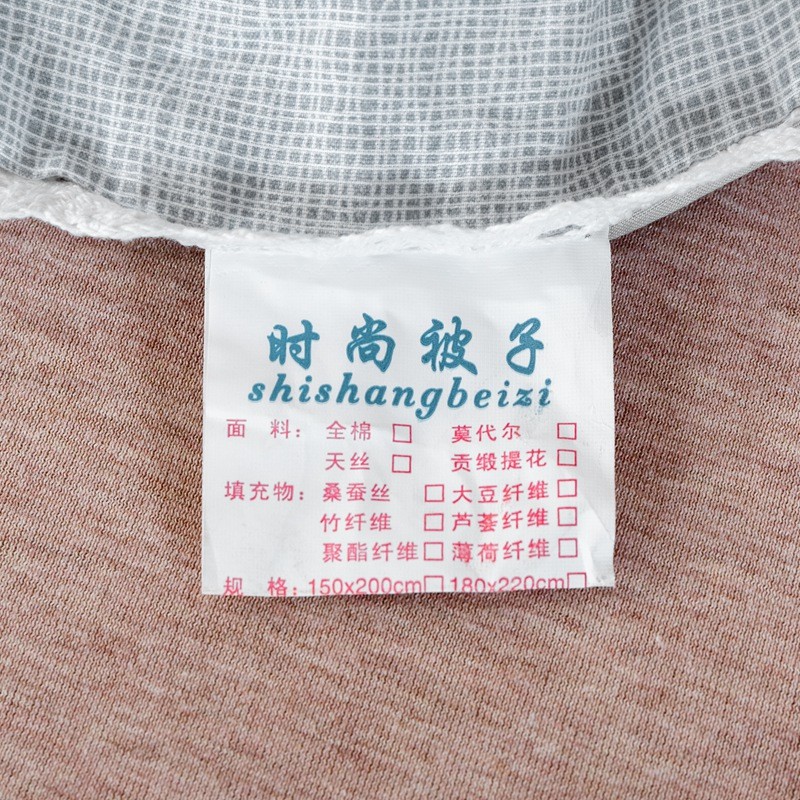 时尚被子
shishangbeizi
面 料：全棉 □ 莫代尔 □
天丝 □ 贡缎提花 □
填充物：桑蚕丝 □ 大豆纤维 □
竹纤维 □ 芦荟纤维 □
聚酯纤维 □ 薄荷纤维 □
规 格：150x200cm □ 180x220cm □